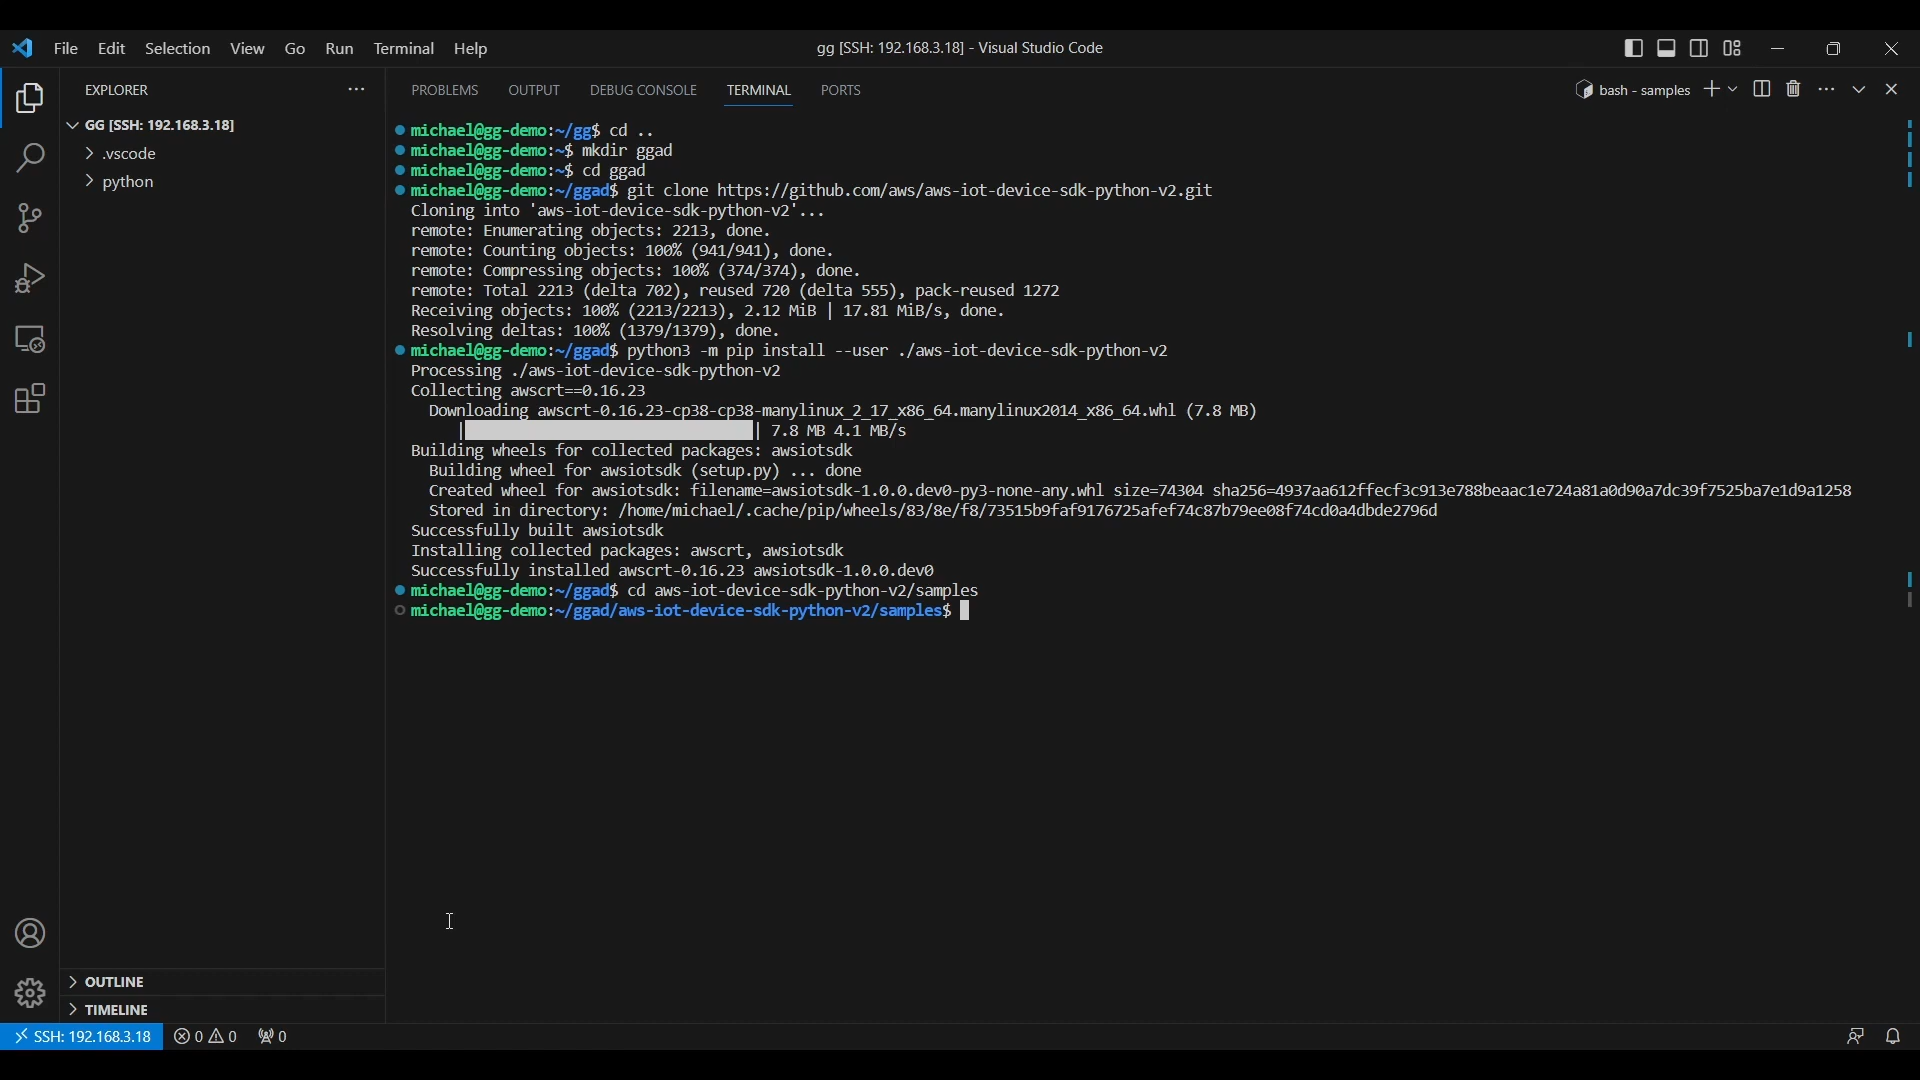 File Edit Selection View Go Run Terminal Help
gg [SSH: 192.168.3.18] - Visual Studio Code
EXPLORER
GG [SSH: 192.168.3.18]
.vscode
python
OUTLINE
TIMELINE
PROBLEMS OUTPUT DEBUG CONSOLE TERMINAL PORTS
bash - samples
michael@gg-demo:~/gg$ cd ..
michael@gg-demo:~$ mkdir ggad
michael@gg-demo:~$ cd ggad
michael@gg-demo:~/ggad$ git clone https://github.com/aws/aws-iot-device-sdk-python-v2.git
Cloning into 'aws-iot-device-sdk-python-v2'...
remote: Enumerating objects: 2213, done.
remote: Counting objects: 100% (941/941), done.
remote: Compressing objects: 100% (374/374), done.
remote: Total 2213 (delta 702), reused 720 (delta 555), pack-reused 1272
Receiving objects: 100% (2213/2213), 2.12 MiB | 17.81 MiB/s, done.
Resolving deltas: 100% (1379/1379), done.
michael@gg-demo:~/ggad$ python3 -m pip install --user ./aws-iot-device-sdk-python-v2
Processing ./aws-iot-device-sdk-python-v2
Collecting awscrt==0.16.23
Downloading awscrt-0.16.23-cp38-cp38-manylinux_2_17_x86_64.manylinux2014_x86_64.whl (7.8 MB)
| | 7.8 MB 4.1 MB/s
Building wheels for collected packages: awsiotsdk
Building wheel for awsiotsdk (setup.py) ... done
Created wheel for awsiotsdk: filename=awsiotsdk-1.0.0.dev0-py3-none-any.whl size=74304 sha256=4937aa612ffecf3c913e788beaac1e724a81a0d90a7dc39f7525ba7e1d9a1258
Stored in directory: /home/michael/.cache/pip/wheels/83/8e/f8/73515b9faf9176725afef74c87b79ee08f74cd0a4dbde2796d
Successfully built awsiotsdk
Installing collected packages: awscrt, awsiotsdk
Successfully installed awscrt-0.16.23 awsiotsdk-1.0.0.dev0
michael@gg-demo:~/ggad$ cd aws-iot-device-sdk-python-v2/samples
michael@gg-demo:~/ggad/aws-iot-device-sdk-python-v2/samples$
SSH: 192.168.3.18 0 0 0